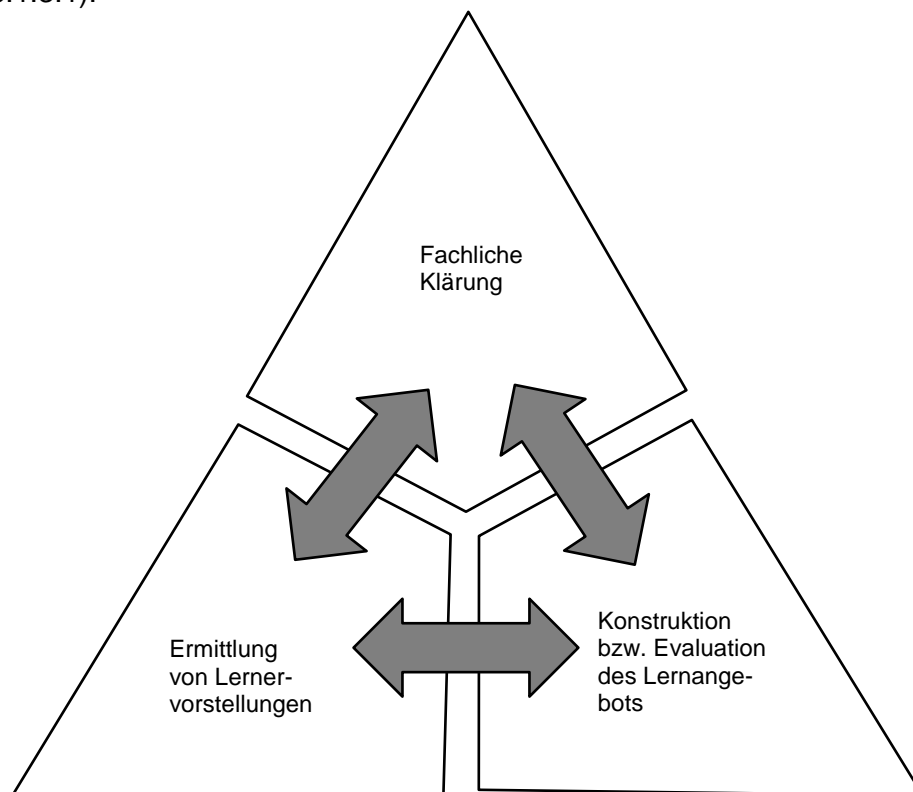 Fachliche
Klärung
Ermittlung
von Lerner-
vorstellungen
Konstruktion
bzw. Evaluation
des Lernange-
bots